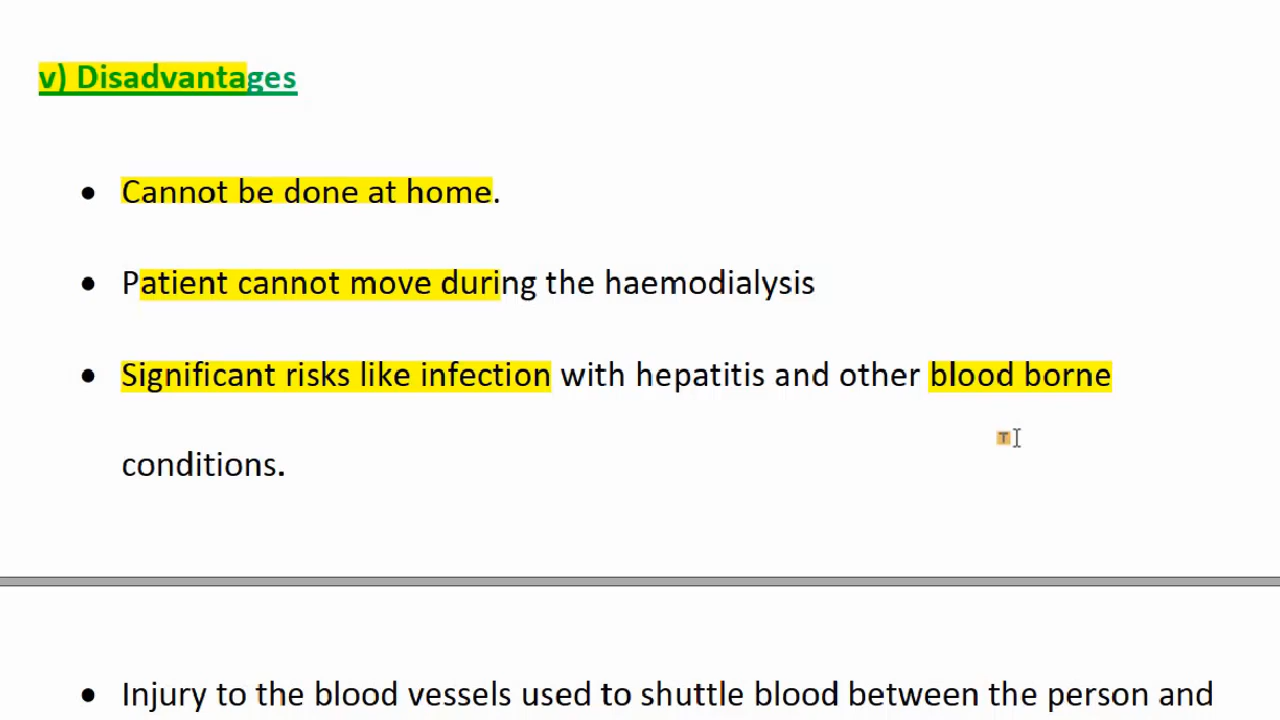 v) Disadvantages
• Cannot be done at home.
• Patient cannot move during the haemodialysis
• Significant risks like infection with hepatitis and other blood borne
conditions.
T
• Injury to the blood vessels used to shuttle blood between the person and